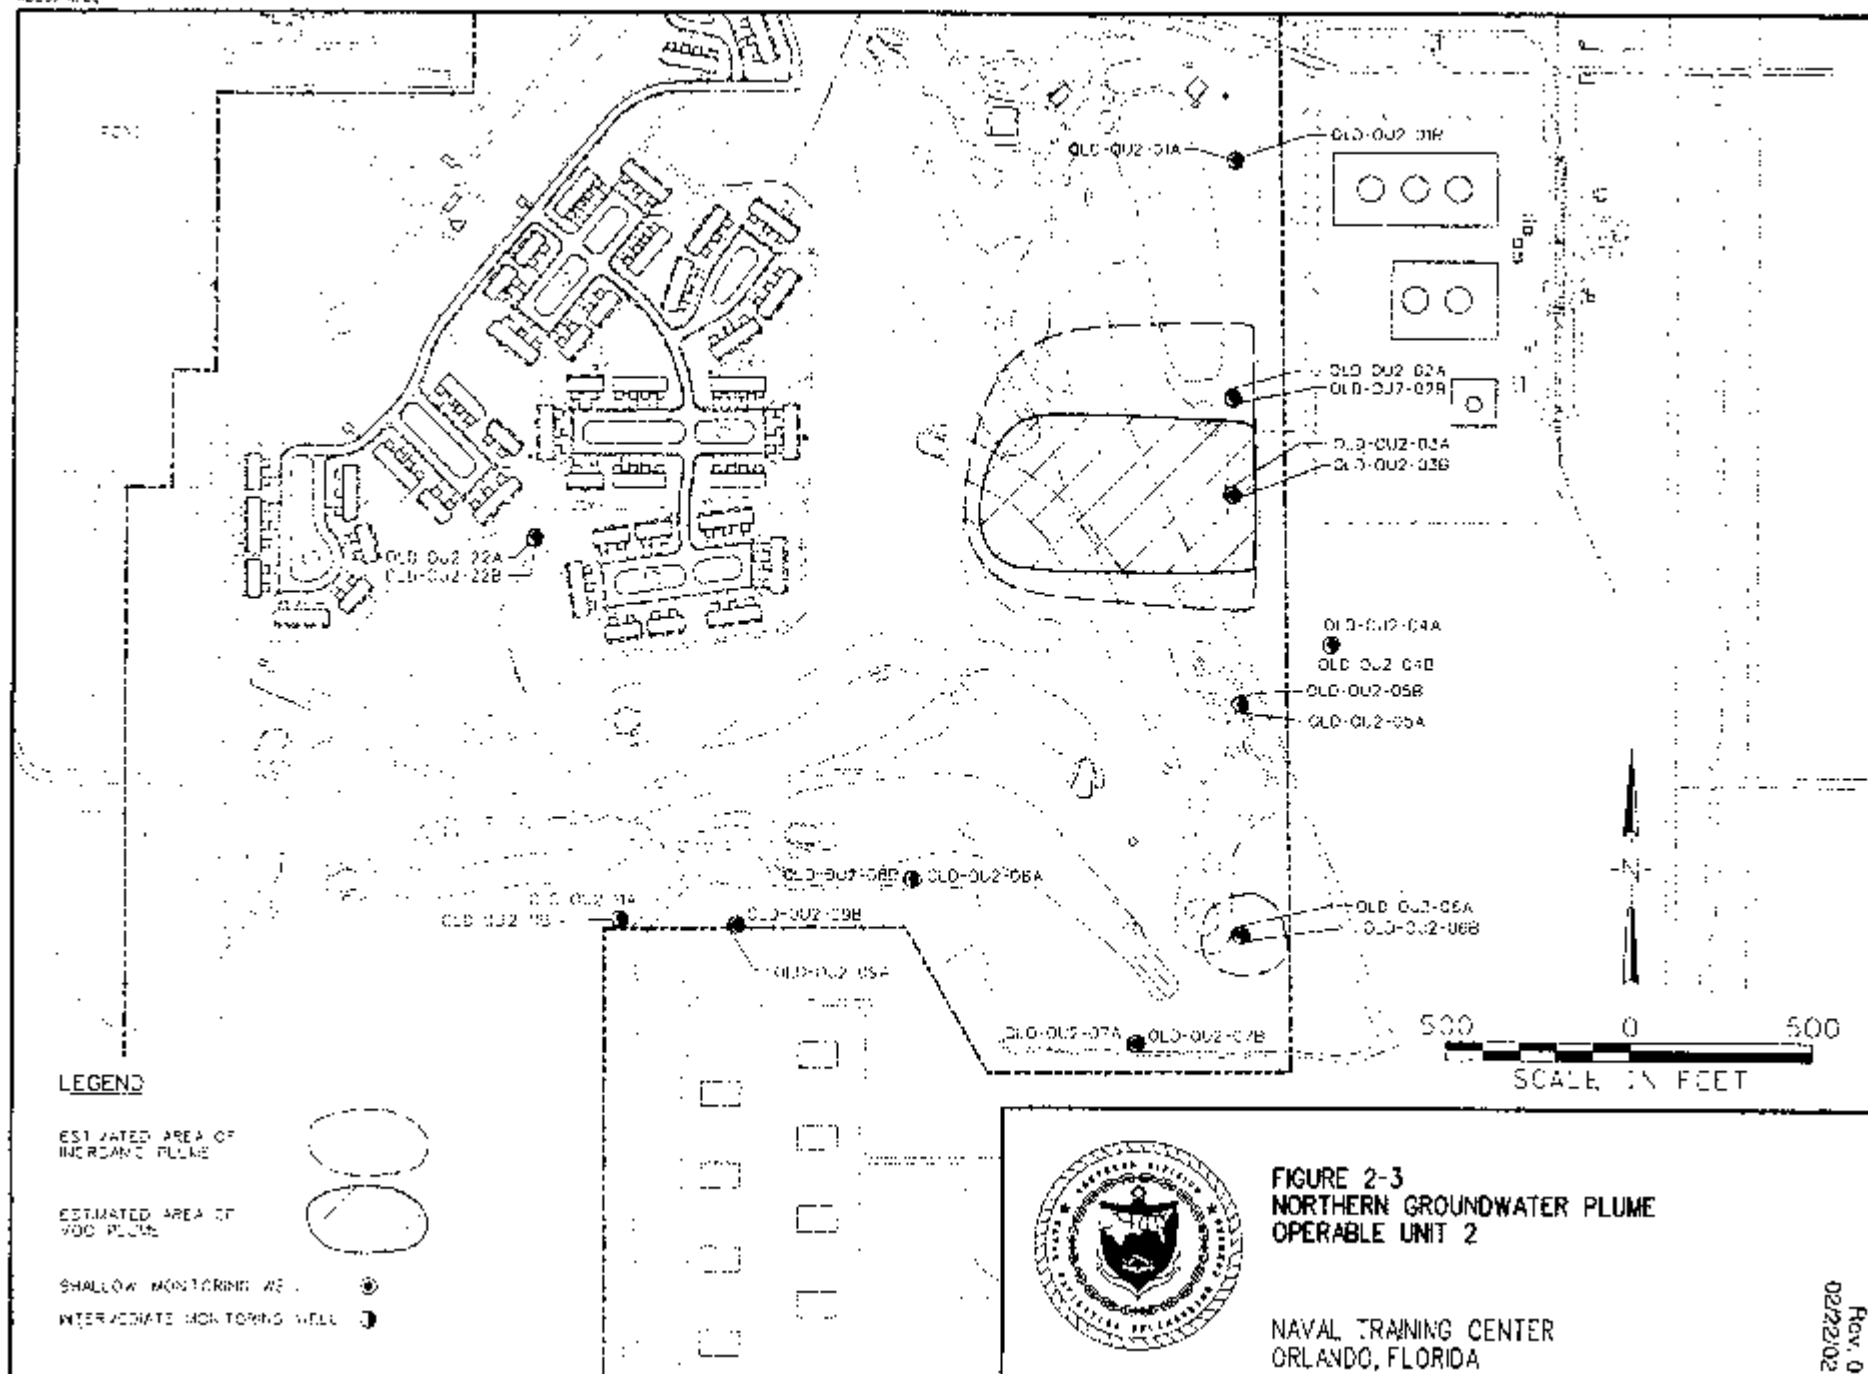 OLD-OU2-01B
OLD-OU2-01A
OLD OU2-02A
OLD-OU2-02B
OLD-OU2-03A
OLD-OU2-03B
OLD OU2-22A
OLD-OU2-22B
OLD-OU2-04A
OLD OU2 04B
OLD-OU2-05B
OLD-OU2-05A
OLD-OU2-08B
OLD-OU2-08A
OLD-OU2-09B
OLD-OU2-09A
OLD OU2-06A
OLD-OU2-06B
OLD-OU2-07A
OLD-OU2-07B
N
500 0 500
SCALE IN FEET
LEGEND
ESTIMATED AREA OF
INORGANIC PLUME
ESTIMATED AREA OF
VOC PLUME
SHALLOW MONITORING WELL
INTERMEDIATE MONITORING WELL
FIGURE 2-3
NORTHERN GROUNDWATER PLUME
OPERABLE UNIT 2
NAVAL TRAINING CENTER
ORLANDO, FLORIDA
Rev. 0
02/22/02